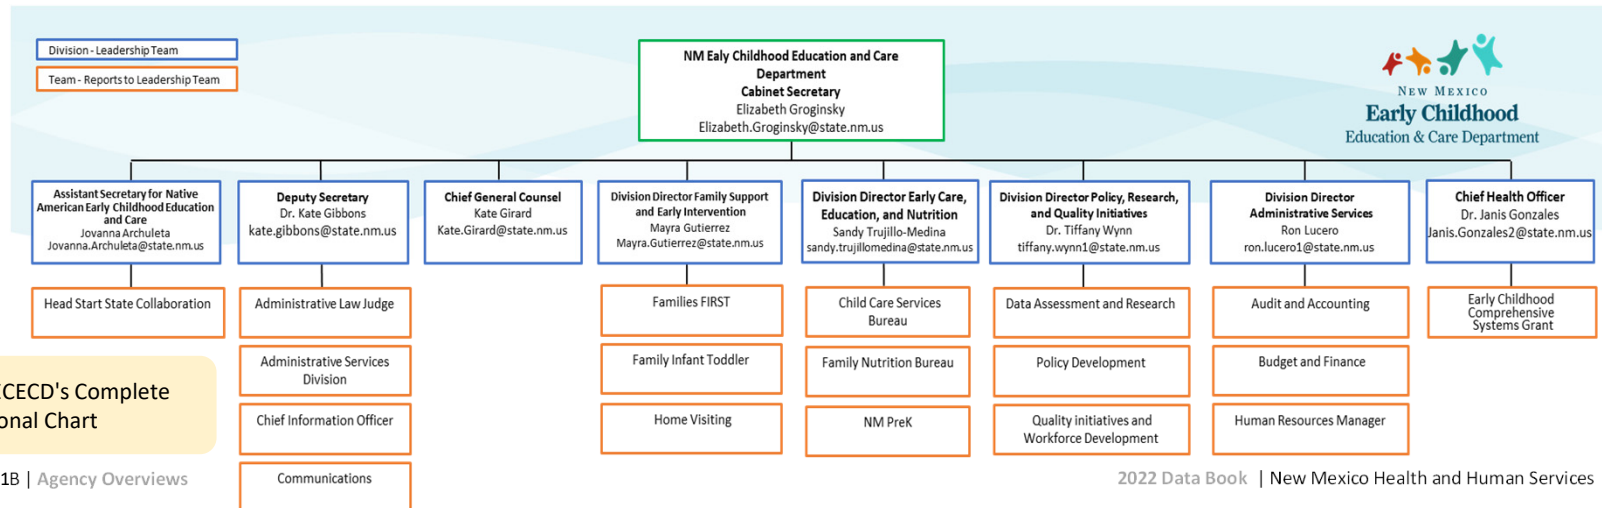 Division - Leadership Team
Team - Reports to Leadership Team
NM Ealy Childhood Education and Care
Department
Cabinet Secretary
Elizabeth Groginsky
Elizabeth.Groginsky@state.nm.us
NEW MEXICO
Early Childhood
Education & Care Department
Assistant Secretary for Native
American Early Childhood Education
and Care
Jovanna Archuleta
Jovanna.Archuleta@state.nm.us
Deputy Secretary
Dr. Kate Gibbons
kate.gibbons@state.nm.us
Chief General Counsel
Kate Girard
Kate.Girard@state.nm.us
Division Director Family Support
and Early Intervention
Mayra Gutierrez
Mayra.Gutierrez@state.nm.us
Division Director Early Care,
Education, and Nutrition
Sandy Trujillo-Medina
sandy.trujillomedina@state.nm.us
Division Director Policy, Research,
and Quality Initiatives
Dr. Tiffany Wynn
tiffany.wynn1@state.nm.us
Division Director
Administrative Services
Ron Lucero
ron.lucero1@state.nm.us
Chief Health Officer
Dr. Janis Gonzales
Janis.Gonzales2@state.nm.us
Head Start State Collaboration
Administrative Law Judge
Administrative Services
Division
Chief Information Officer
Communications
Families FIRST
Family Infant Toddler
Home Visiting
Child Care Services
Bureau
Family Nutrition Bureau
NM PreK
Data Assessment and Research
Policy Development
Quality initiatives and
Workforce Development
Audit and Accounting
Budget and Finance
Human Resources Manager
Early Childhood
Comprehensive
Systems Grant
ECECD's Complete
onal Chart
1B | Agency Overviews
2022 Data Book | New Mexico Health and Human Services